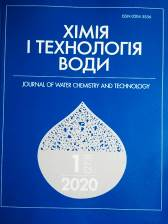 ХІМІЯ
І ТЕХНОЛОГІЯ
ВОДИ
JOURNAL OF WATER CHEMISTRY AND TECHNOLOGY
1
2020